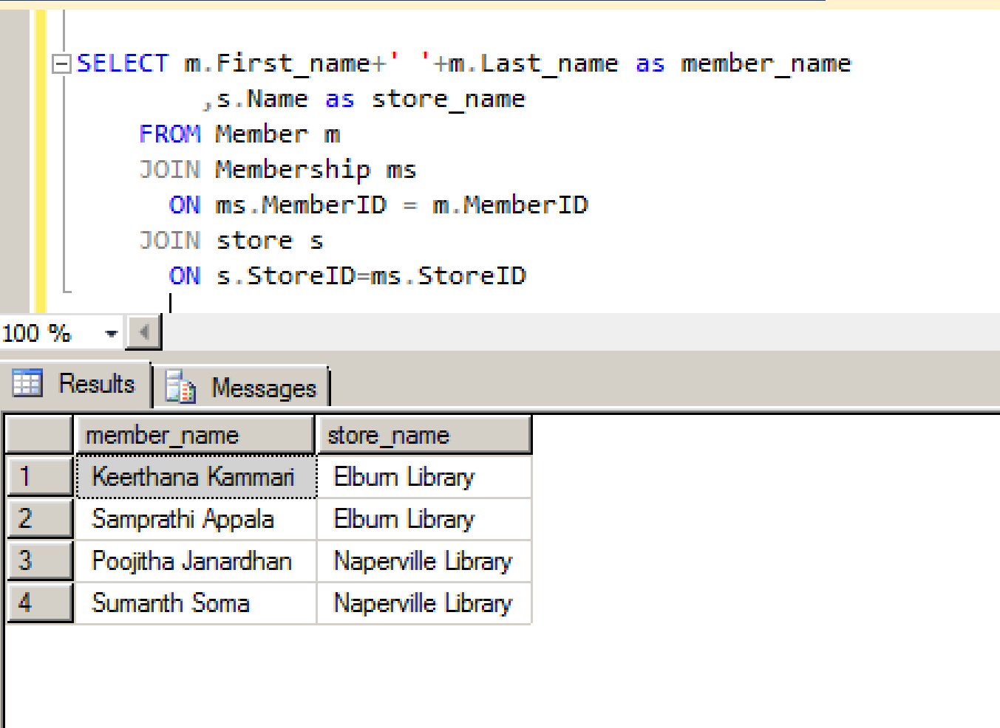 SELECT m.First_name+' '+m.Last_name as member_name
,s.Name as store_name
FROM Member m
JOIN Membership ms
ON ms.MemberID = m.MemberID
JOIN store s
ON s.StoreID=ms.StoreID
100 %
Results Messages
member_name store_name
1 Keerthana Kammari Elburn Library
2 Samprathi Appala Elburn Library
3 Poojitha Janardhan Naperville Library
4 Sumanth Soma Naperville Library